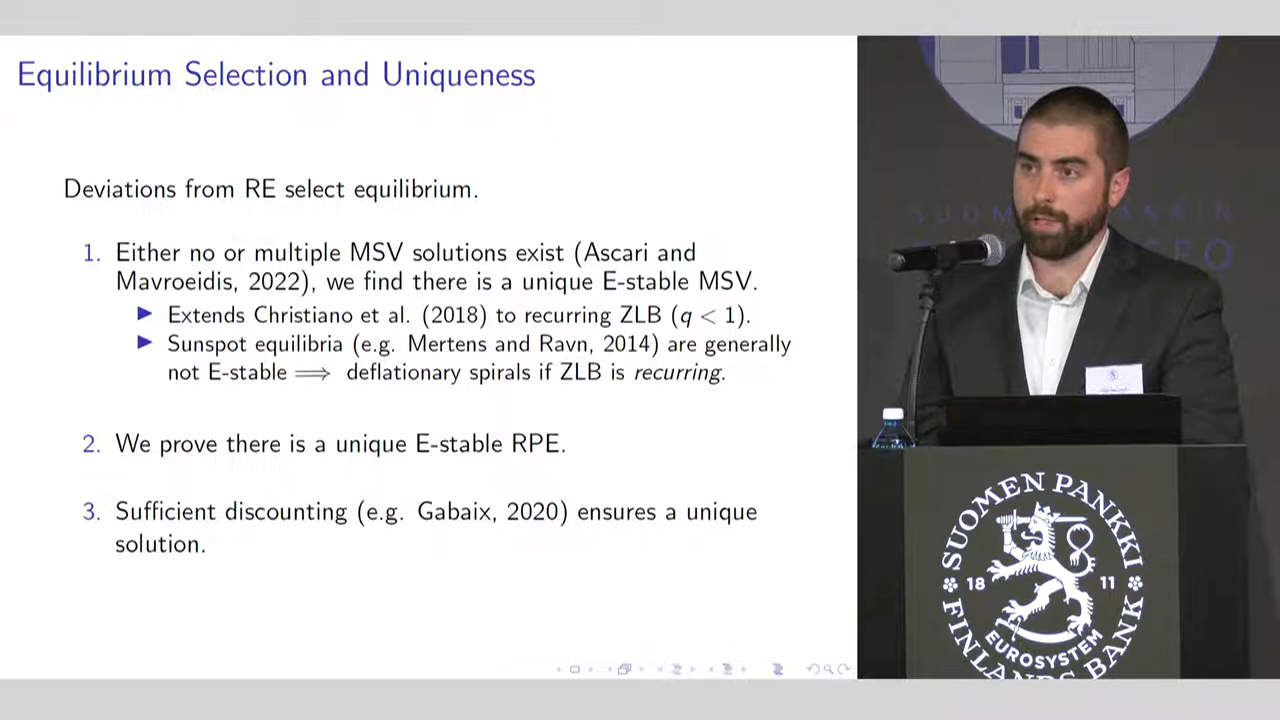 Equilibrium Selection and Uniqueness
Deviations from RE select equilibrium.
1. Either no or multiple MSV solutions exist (Ascari and
Mavroeidis, 2022), we find there is a unique E-stable MSV.
▶ Extends Christiano et al. (2018) to recurring ZLB (q < 1).
▶ Sunspot equilibria (e.g. Mertens and Ravn, 2014) are generally
not E-stable ⟹ deflationary spirals if ZLB is recurring.
2. We prove there is a unique E-stable RPE.
3. Sufficient discounting (e.g. Gabaix, 2020) ensures a unique
solution.
SUOMEN PANKKI
18 11
EUROSYSTEM
FINLANDS BANK